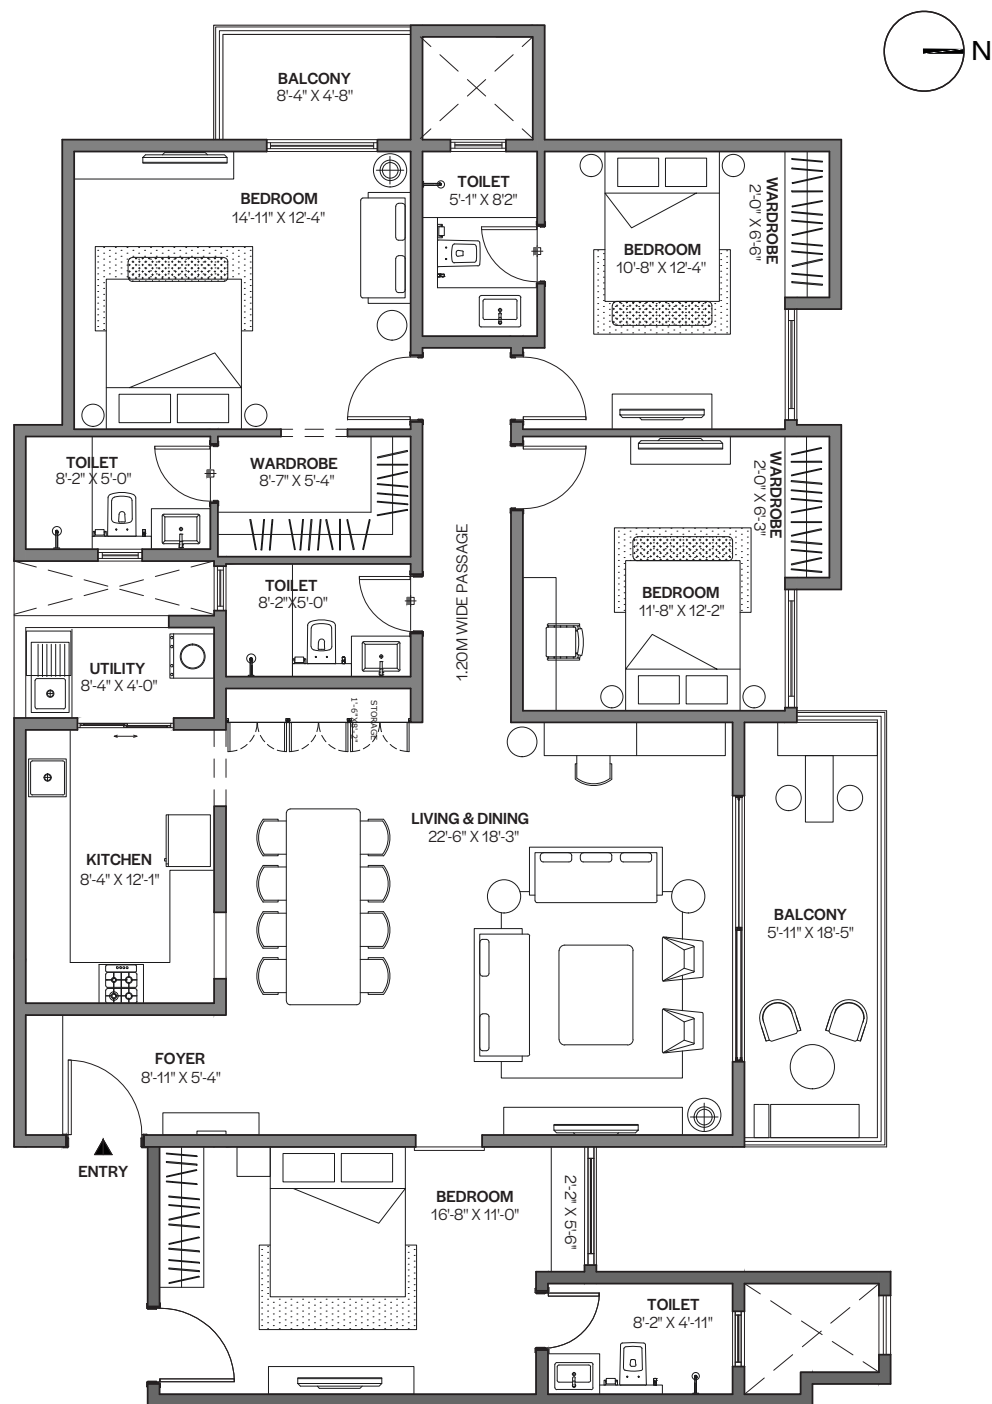 N
BALCONY
8'-4" X 4'-8"
BEDROOM
14'-11" X 12'-4"
TOILET
5'-1" X 8'2"
BEDROOM
10'-8" X 12'-4"
WARDROBE
2'-0" X 6'-6"
TOILET
8'-2" X 5'-0"
WARDROBE
8'-7" X 5'-4"
WARDROBE
2'-0" X 6'-3"
TOILET
8'-2"X5'-0"
1.20M WIDE PASSAGE
BEDROOM
11'-8" X 12'-2"
UTILITY
8'-4" X 4'-0"
STORAGE
1'-6"X8'-2"
LIVING & DINING
22'-6" X 18'-3"
KITCHEN
8'-4" X 12'-1"
BALCONY
5'-11" X 18'-5"
FOYER
8'-11" X 5'-4"
ENTRY
BEDROOM
16'-8" X 11'-0"
2'-2" X 5'-6"
TOILET
8'-2" X 4'-11"